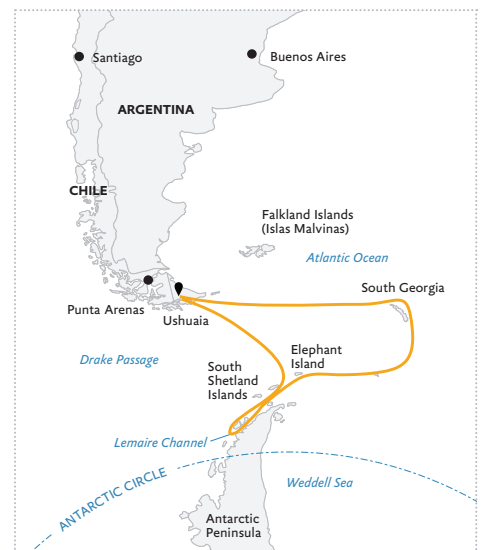 Santiago
Buenos Aires
ARGENTINA
CHILE
Falkland Islands
(Islas Malvinas)
Atlantic Ocean
South Georgia
Punta Arenas
Ushuaia
Drake Passage
Elephant
Island
South
Shetland
Islands
Lemaire Channel
ANTARCTIC CIRCLE
Weddell Sea
Antarctic
Peninsula